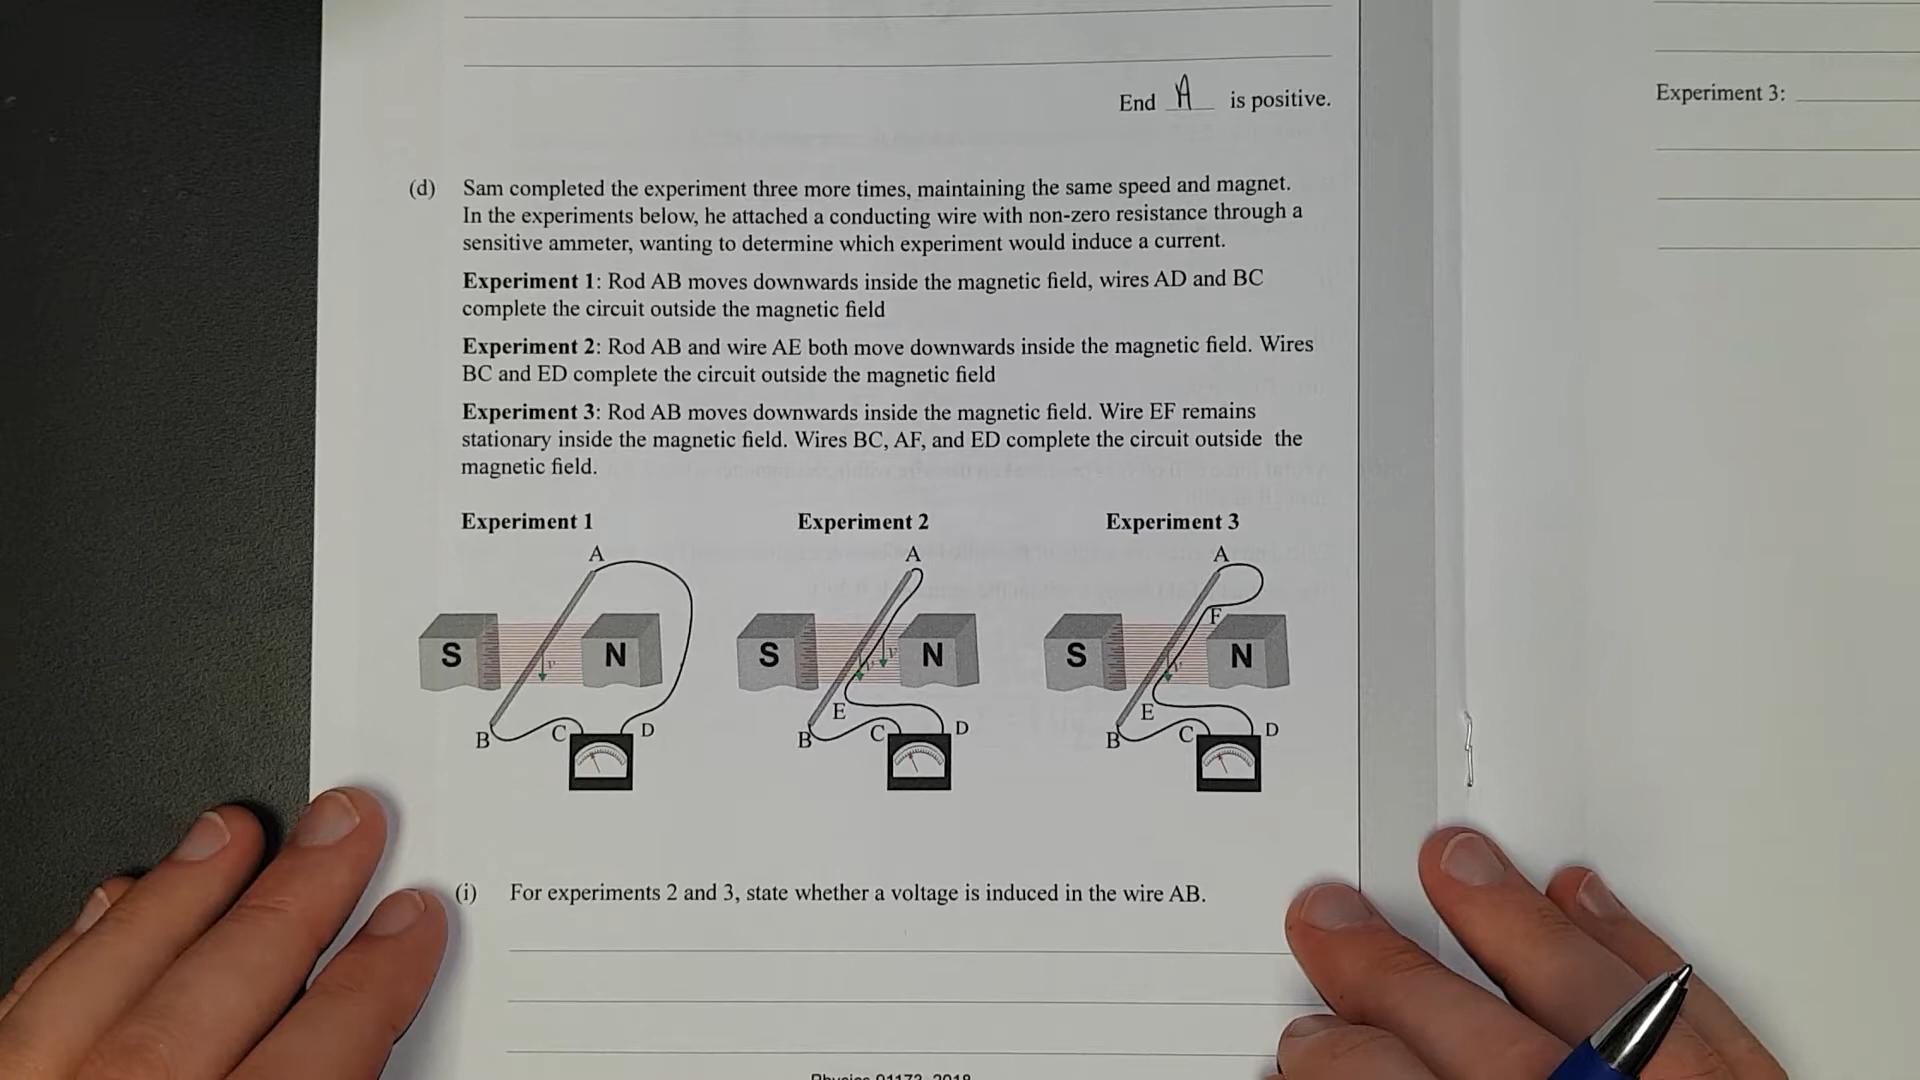 End A is positive.
Experiment 3:
(d) Sam completed the experiment three more times, maintaining the same speed and magnet.
In the experiments below, he attached a conducting wire with non-zero resistance through a
sensitive ammeter, wanting to determine which experiment would induce a current.
Experiment 1: Rod AB moves downwards inside the magnetic field, wires AD and BC
complete the circuit outside the magnetic field
Experiment 2: Rod AB and wire AE both move downwards inside the magnetic field. Wires
BC and ED complete the circuit outside the magnetic field
Experiment 3: Rod AB moves downwards inside the magnetic field. Wire EF remains
stationary inside the magnetic field. Wires BC, AF, and ED complete the circuit outside the
magnetic field.
Experiment 1 Experiment 2 Experiment 3
A A A
F
S N S N S N
v v v v
E E
B C D B C D B C D
(i) For experiments 2 and 3, state whether a voltage is induced in the wire AB.